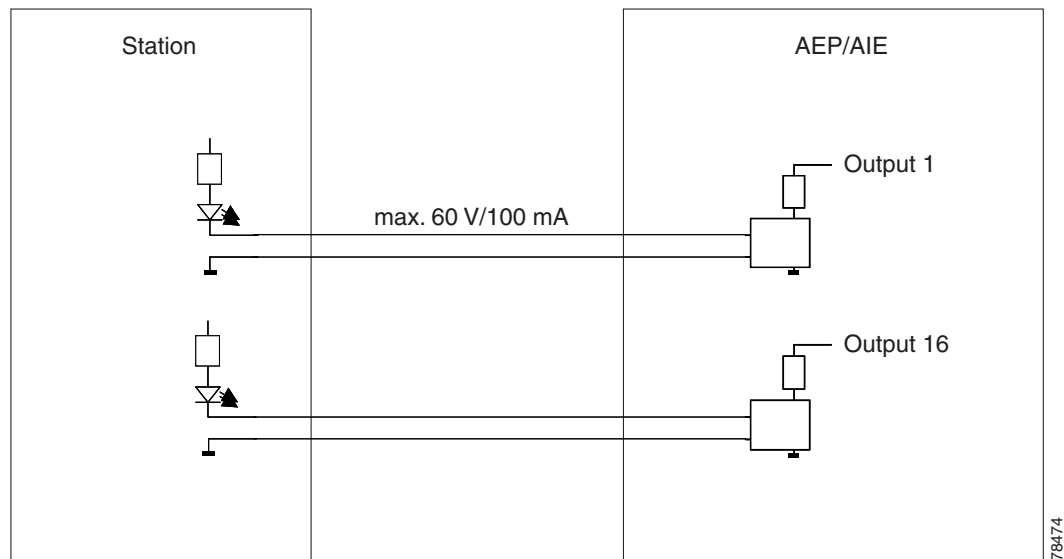 Station
AEP/AIE
Output 1
max. 60 V/100 mA
Output 16
78474